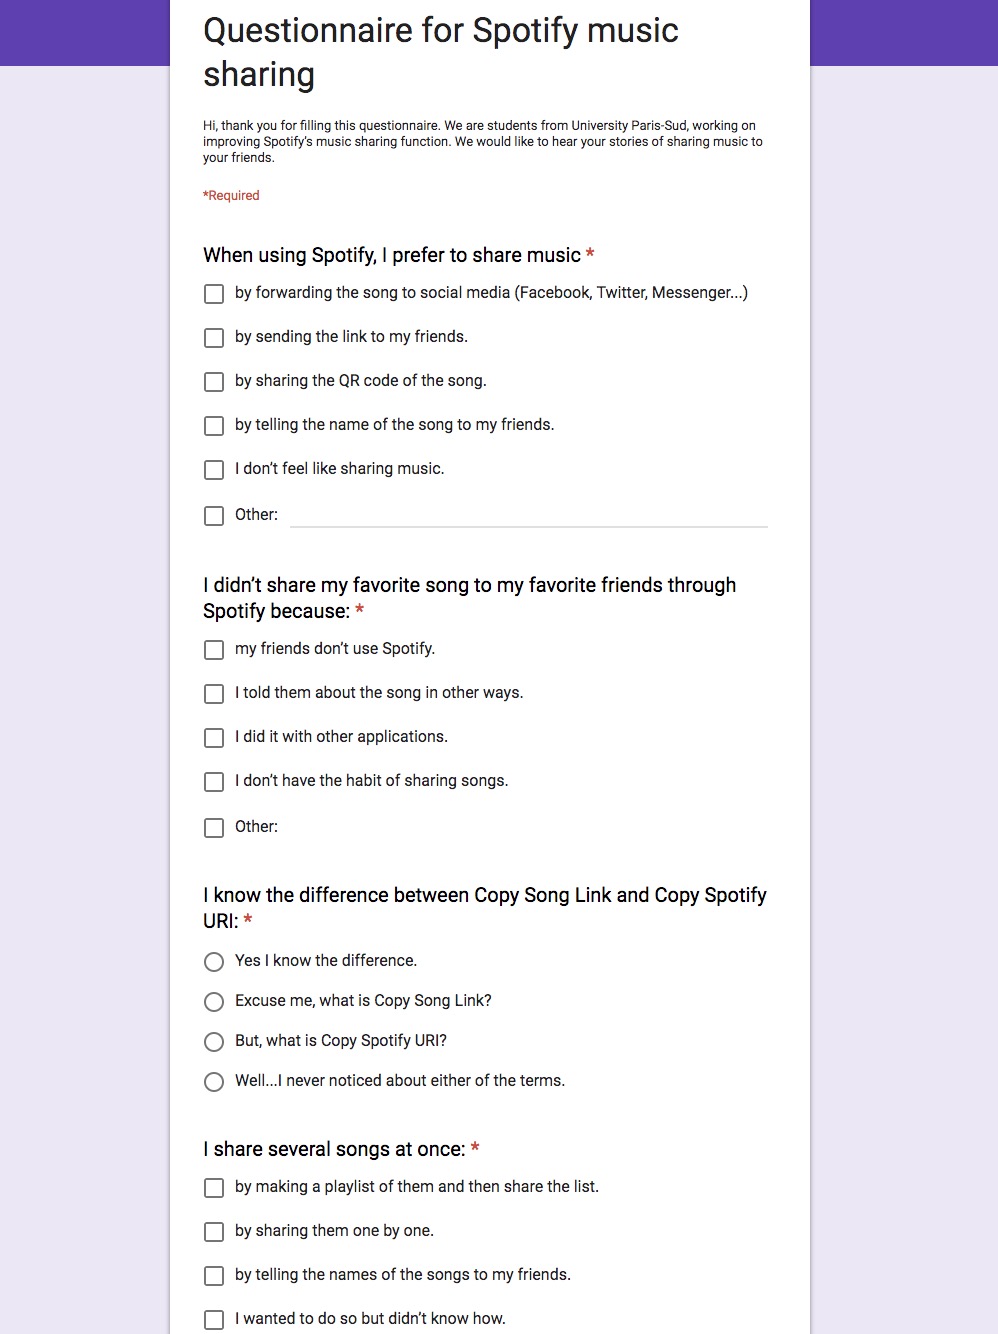 Questionnaire for Spotify music
sharing
Hi, thank you for filling this questionnaire. We are students from University Paris-Sud, working on
improving Spotify's music sharing function. We would like to hear your stories of sharing music to
your friends.
*Required
When using Spotify, I prefer to share music *
by forwarding the song to social media (Facebook, Twitter, Messenger...)
by sending the link to my friends.
by sharing the QR code of the song.
by telling the name of the song to my friends.
I don't feel like sharing music.
Other:
I didn't share my favorite song to my favorite friends through
Spotify because: *
my friends don't use Spotify.
I told them about the song in other ways.
I did it with other applications.
I don't have the habit of sharing songs.
Other:
I know the difference between Copy Song Link and Copy Spotify
URI: *
Yes I know the difference.
Excuse me, what is Copy Song Link?
But, what is Copy Spotify URI?
Well...I never noticed about either of the terms.
I share several songs at once: *
by making a playlist of them and then share the list.
by sharing them one by one.
by telling the names of the songs to my friends.
I wanted to do so but didn't know how.